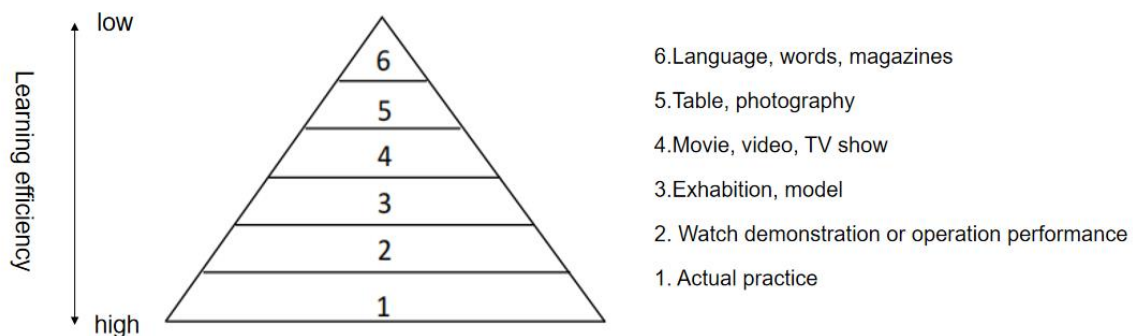 low
Learning efficiency
high
6
5
4
3
2
1
6.Language, words, magazines
5.Table, photography
4.Movie, video, TV show
3.Exhabition, model
2. Watch demonstration or operation performance
1. Actual practice